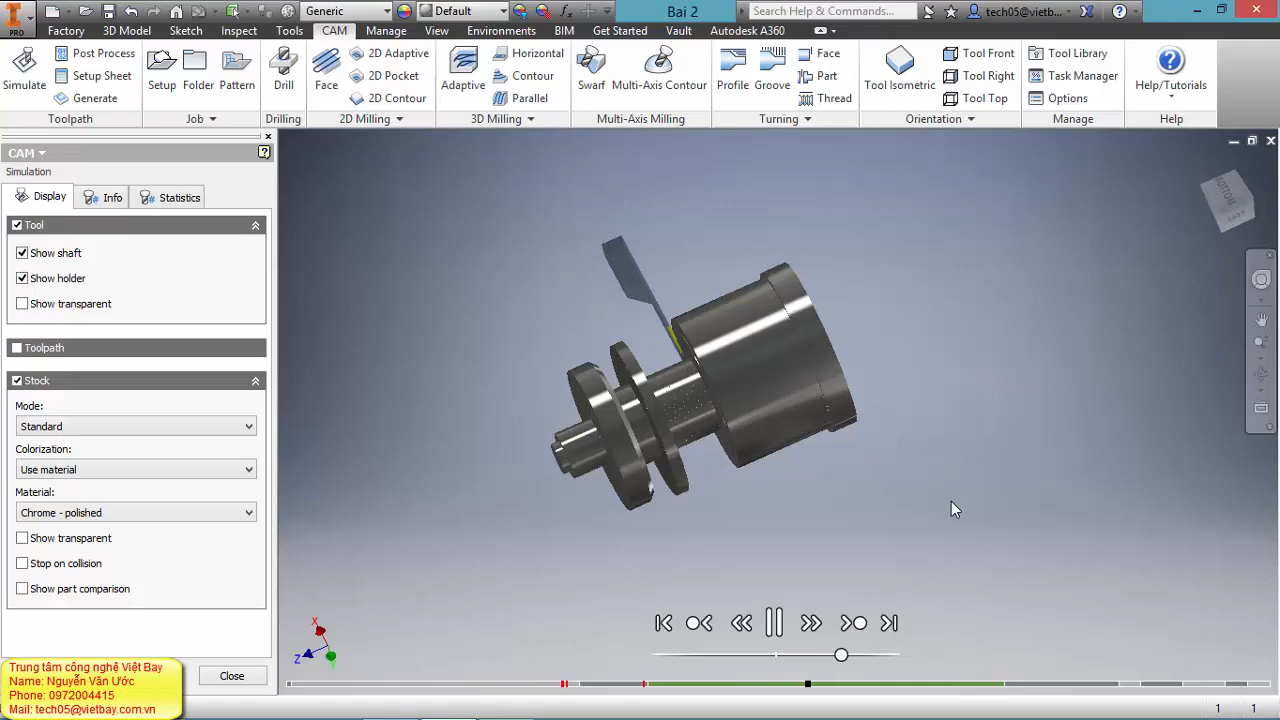 Generic
Default
Bai 2
Search Help & Commands...
tech05@vietb...
PRO
Factory 3D Model Sketch Inspect Tools CAM Manage View Environments BIM Get Started Vault Autodesk A360
Simulate
Post Process
Setup Sheet
Generate
Toolpath
Setup
Folder
Pattern
Job
Drill
Drilling
Face
2D Adaptive
2D Pocket
2D Contour
2D Milling
Adaptive
Horizontal
Contour
Parallel
3D Milling
Swarf
Multi-Axis Contour
Multi-Axis Milling
Profile
Groove
Face
Part
Thread
Turning
Tool Isometric
Tool Front
Tool Right
Tool Top
Orientation
Tool Library
Task Manager
Options
Manage
Help/Tutorials
Help
CAM
Simulation
Display Info Statistics
Tool
Show shaft
Show holder
Show transparent
Toolpath
Stock
Mode:
Standard
Colorization:
Use material
Material:
Chrome - polished
Show transparent
Stop on collision
Show part comparison
Close
BOTTOM
X
Z
Y
Trung tâm công nghệ Việt Bay
Name: Nguyễn Văn Ước
Phone: 0972004415
Mail: tech05@vietbay.com.vn
1 1